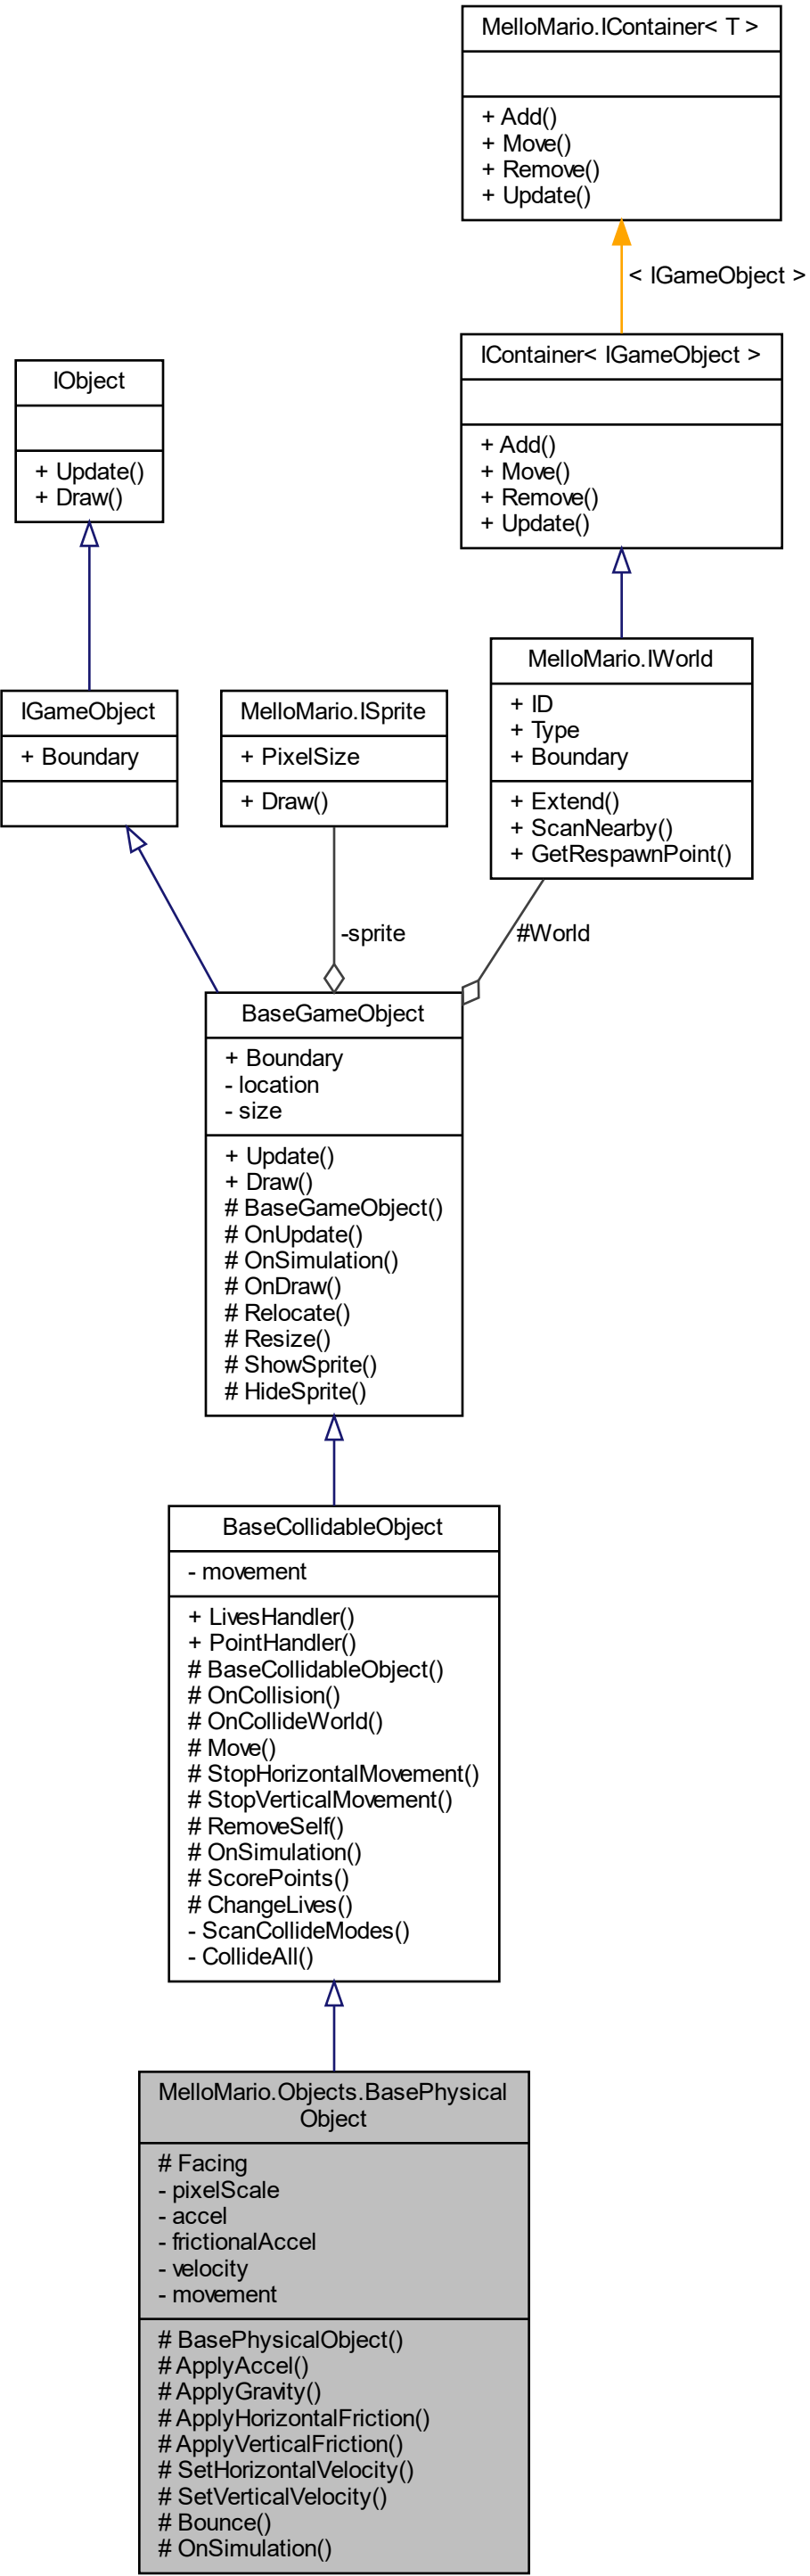 MelloMario.IContainer< T >
+ Add()
+ Move()
+ Remove()
+ Update()
< IGameObject >
IContainer< IGameObject >
+ Add()
+ Move()
+ Remove()
+ Update()
IObject
+ Update()
+ Draw()
MelloMario.IWorld
+ ID
+ Type
+ Boundary
+ Extend()
+ ScanNearby()
+ GetRespawnPoint()
IGameObject
+ Boundary
MelloMario.ISprite
+ PixelSize
+ Draw()
-sprite
#World
BaseGameObject
+ Boundary
- location
- size
+ Update()
+ Draw()
# BaseGameObject()
# OnUpdate()
# OnSimulation()
# OnDraw()
# Relocate()
# Resize()
# ShowSprite()
# HideSprite()
BaseCollidableObject
- movement
+ LivesHandler()
+ PointHandler()
# BaseCollidableObject()
# OnCollision()
# OnCollideWorld()
# Move()
# StopHorizontalMovement()
# StopVerticalMovement()
# RemoveSelf()
# OnSimulation()
# ScorePoints()
# ChangeLives()
- ScanCollideModes()
- CollideAll()
MelloMario.Objects.BasePhysical
Object
# Facing
- pixelScale
- accel
- frictionalAccel
- velocity
- movement
# BasePhysicalObject()
# ApplyAccel()
# ApplyGravity()
# ApplyHorizontalFriction()
# ApplyVerticalFriction()
# SetHorizontalVelocity()
# SetVerticalVelocity()
# Bounce()
# OnSimulation()